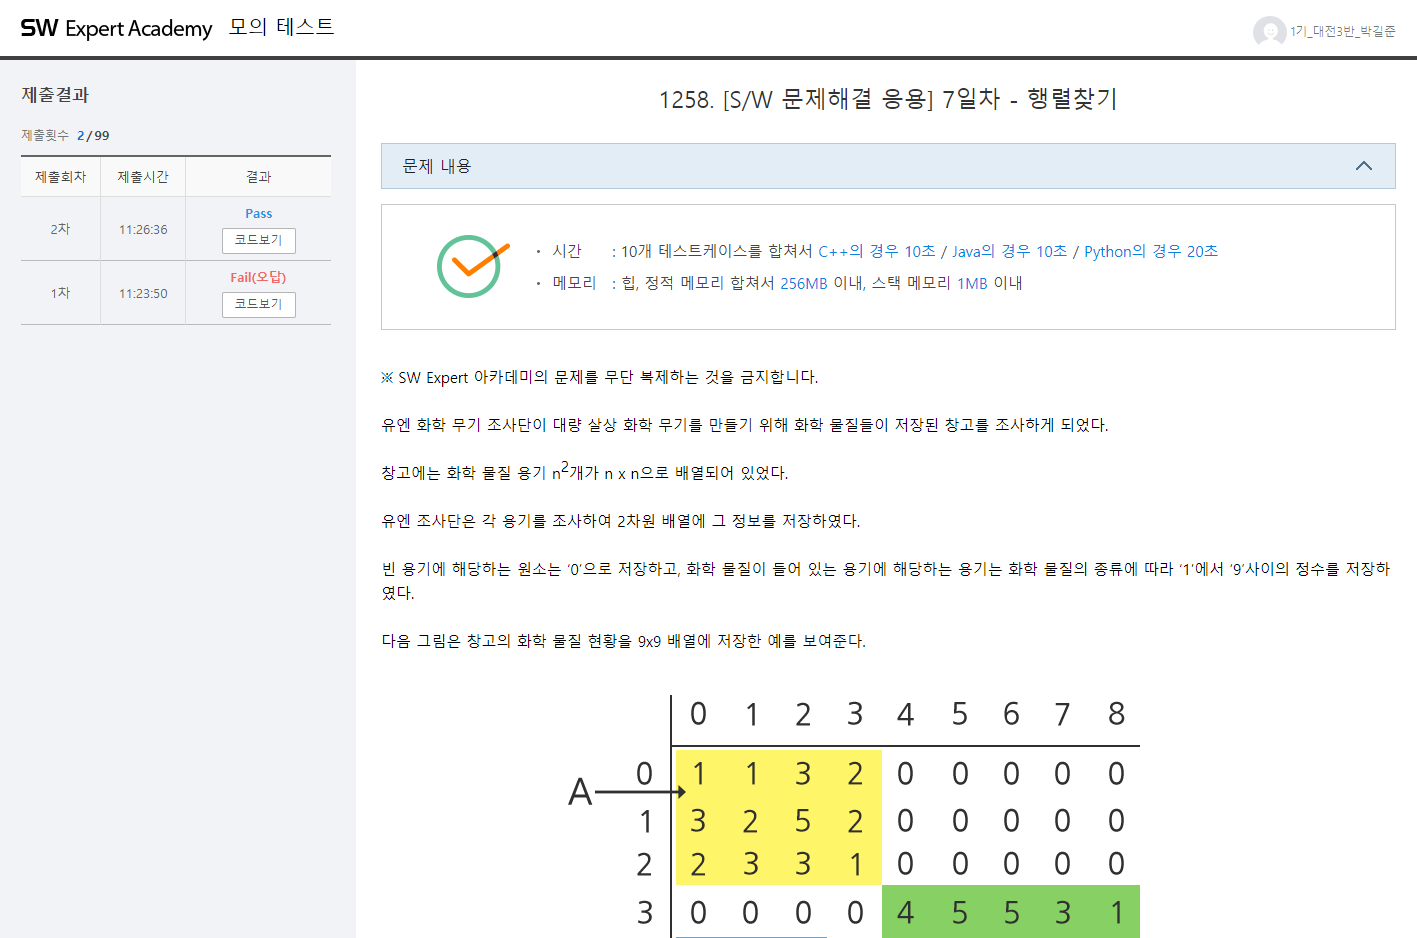 SW Expert Academy 모의 테스트
1기_대전3반_박길준
제출결과
제출횟수 2/99
제출회차 제출시간 결과
2차 11:26:36 Pass
코드보기
1차 11:23:50 Fail(오답)
코드보기
1258. [S/W 문제해결 응용] 7일차 - 행렬찾기
문제 내용
· 시간 : 10개 테스트케이스를 합쳐서 C++의 경우 10초 / Java의 경우 10초 / Python의 경우 20초
· 메모리 : 힙, 정적 메모리 합쳐서 256MB 이내, 스택 메모리 1MB 이내
※ SW Expert 아카데미의 문제를 무단 복제하는 것을 금지합니다.
유엔 화학 무기 조사단이 대량 살상 화학 무기를 만들기 위해 화학 물질들이 저장된 창고를 조사하게 되었다.
창고에는 화학 물질 용기 n²개가 n x n으로 배열되어 있었다.
유엔 조사단은 각 용기를 조사하여 2차원 배열에 그 정보를 저장하였다.
빈 용기에 해당하는 원소는 ‘0’으로 저장하고, 화학 물질이 들어 있는 용기에 해당하는 용기는 화학 물질의 종류에 따라 ‘1’에서 ‘9’사이의 정수를 저장하
였다.
다음 그림은 창고의 화학 물질 현황을 9x9 배열에 저장한 예를 보여준다.
0 1 2 3 4 5 6 7 8
A 0 1 1 3 2 0 0 0 0 0
1 3 2 5 2 0 0 0 0 0
2 2 3 3 1 0 0 0 0 0
3 0 0 0 0 4 5 5 3 1